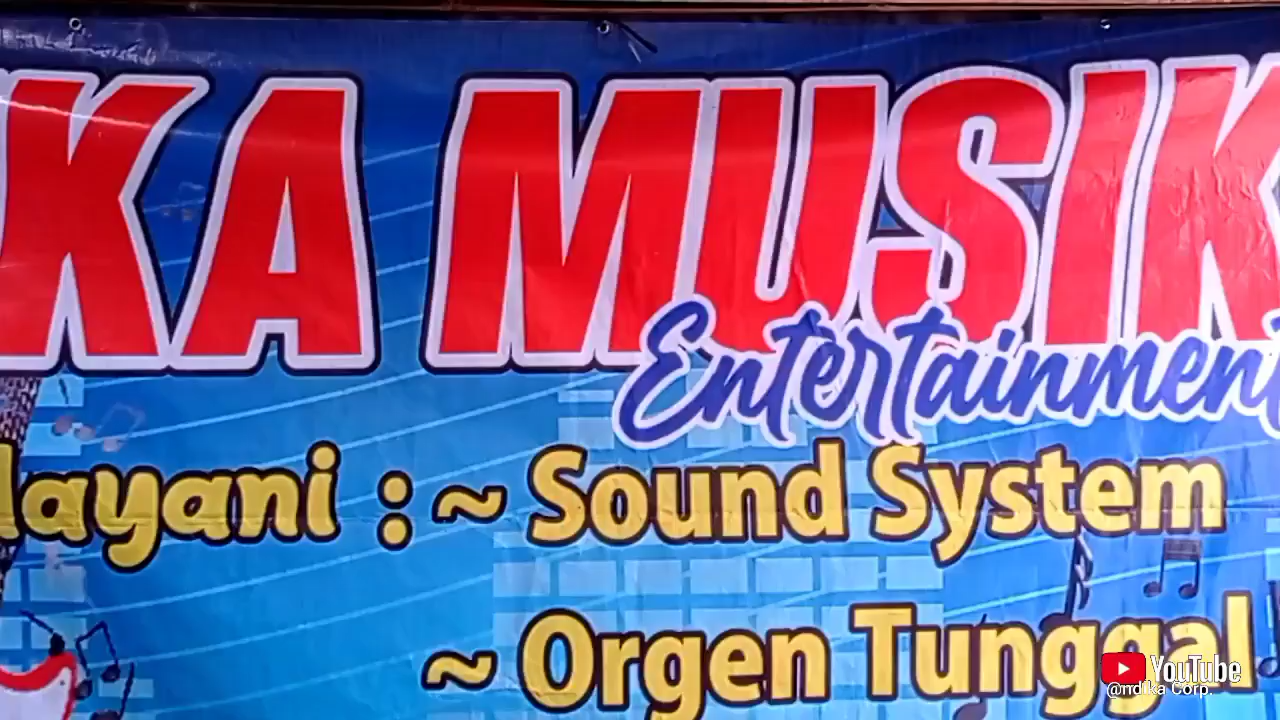 KA MUSIK
Entertainment
layani : ~ Sound System
~ Orgen Tunggal
YouTube
@ndika Corp.